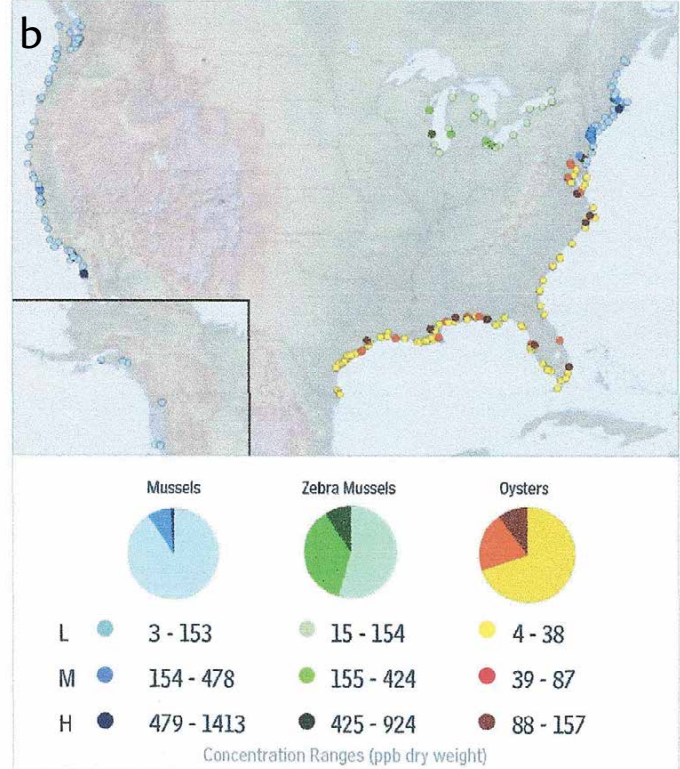 b
Mussels Zebra Mussels Oysters
L 3 - 153 15 - 154 4 - 38
M 154 - 478 155 - 424 39 - 87
H 479 - 1413 425 - 924 88 - 157
Concentration Ranges (ppb dry weight)